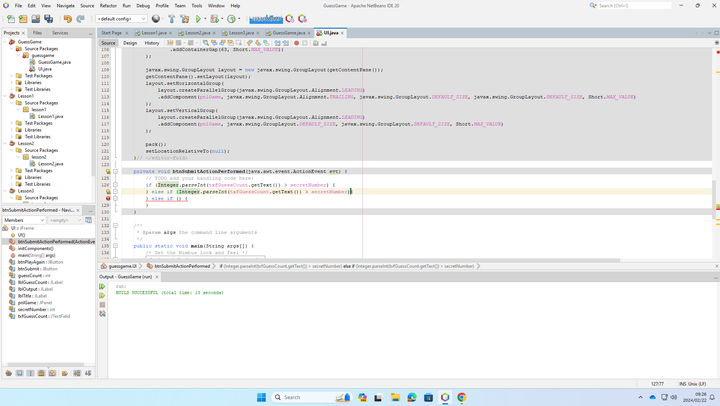 File Edit View Navigate Source Refactor Run Debug Profile Team Tools Window Help
GuessGame - Apache NetBeans IDE 20
Search (Ctrl+I)
<default config>
Projects × Files Services
Start Page × Lesson1.java × Lesson2.java × Lesson3.java × GuessGame.java × UI.java ×
Source Design History
GuessGame
Source Packages
guessgame
GuessGame.java
UI.java
Test Packages
Libraries
Test Libraries
Lesson1
Source Packages
lesson1
Lesson1.java
Test Packages
Libraries
Test Libraries
Lesson2
Source Packages
lesson2
Lesson2.java
Test Packages
Libraries
Test Libraries
Lesson3
Source Packages
btnSubmitActionPerformed - Navi... ×
Members <empty>
UI :: JFrame
UI()
btnSubmitActionPerformed(ActionEve
initComponents()
main(String[] args)
btnPlayAgain : JButton
btnSubmit : JButton
guessCount : int
lblGuessCount : JLabel
lblOutput : JLabel
lblTitle : JLabel
pnlGame : JPanel
secretNumber : int
txfGuessCount : JTextField
106 .addContainerGap(63, Short.MAX_VALUE))
107 );
108
109 javax.swing.GroupLayout layout = new javax.swing.GroupLayout(getContentPane());
110 getContentPane().setLayout(layout);
111 layout.setHorizontalGroup(
112 layout.createParallelGroup(javax.swing.GroupLayout.Alignment.LEADING)
113 .addComponent(pnlGame, javax.swing.GroupLayout.Alignment.TRAILING, javax.swing.GroupLayout.DEFAULT_SIZE, javax.swing.GroupLayout.DEFAULT_SIZE, Short.MAX_VALUE)
114 );
115 layout.setVerticalGroup(
116 layout.createParallelGroup(javax.swing.GroupLayout.Alignment.LEADING)
117 .addComponent(pnlGame, javax.swing.GroupLayout.DEFAULT_SIZE, javax.swing.GroupLayout.DEFAULT_SIZE, Short.MAX_VALUE)
118 );
119
120 pack();
121 setLocationRelativeTo(null);
122 }// </editor-fold>
123
private void btnSubmitActionPerformed(java.awt.event.ActionEvent evt) {
125 // TODO add your handling code here:
126 if (Integer.parseInt(txfGuessCount.getText()) > secretNumber) {
} else if (Integer.parseInt(txfGuessCount.getText()) > secretNumber)
} else if () {
129 }
130 }
131
132 /**
133 * @param args the command line arguments
134 */
135 public static void main(String args[]) {
136 /* Set the Nimbus look and feel */
guessgame.UI btnSubmitActionPerformed if (Integer.parseInt(txfGuessCount.getText()) > secretNumber) else if (Integer.parseInt(txfGuessCount.getText()) > secretNumber)
Output - GuessGame (run) ×
run:
BUILD SUCCESSFUL (total time: 13 seconds)
127:77 INS Unix (LF)
Search
09:28
2024/02/22